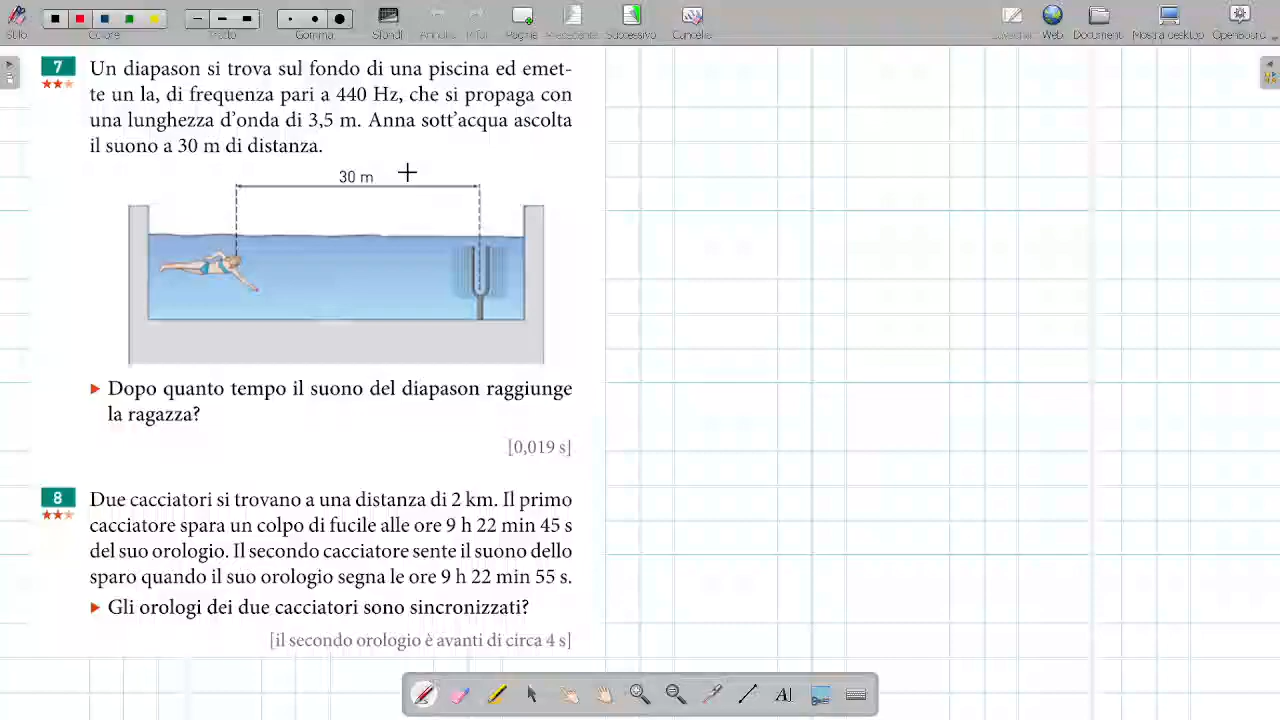 Stilo
Colore
Tratto
Gomma
Sfondi
Annulla
Pagine
Precedente
Successivo
Cancella
Web
Documenti
Mostra desktop
OpenBoard
7
Un diapason si trova sul fondo di una piscina ed emet-
te un la, di frequenza pari a 440 Hz, che si propaga con
una lunghezza d'onda di 3,5 m. Anna sott'acqua ascolta
il suono a 30 m di distanza.
30 m
Dopo quanto tempo il suono del diapason raggiunge
la ragazza?
[0,019 s]
8
Due cacciatori si trovano a una distanza di 2 km. Il primo
cacciatore spara un colpo di fucile alle ore 9 h 22 min 45 s
del suo orologio. Il secondo cacciatore sente il suono dello
sparo quando il suo orologio segna le ore 9 h 22 min 55 s.
Gli orologi dei due cacciatori sono sincronizzati?
[il secondo orologio è avanti di circa 4 s]
AI